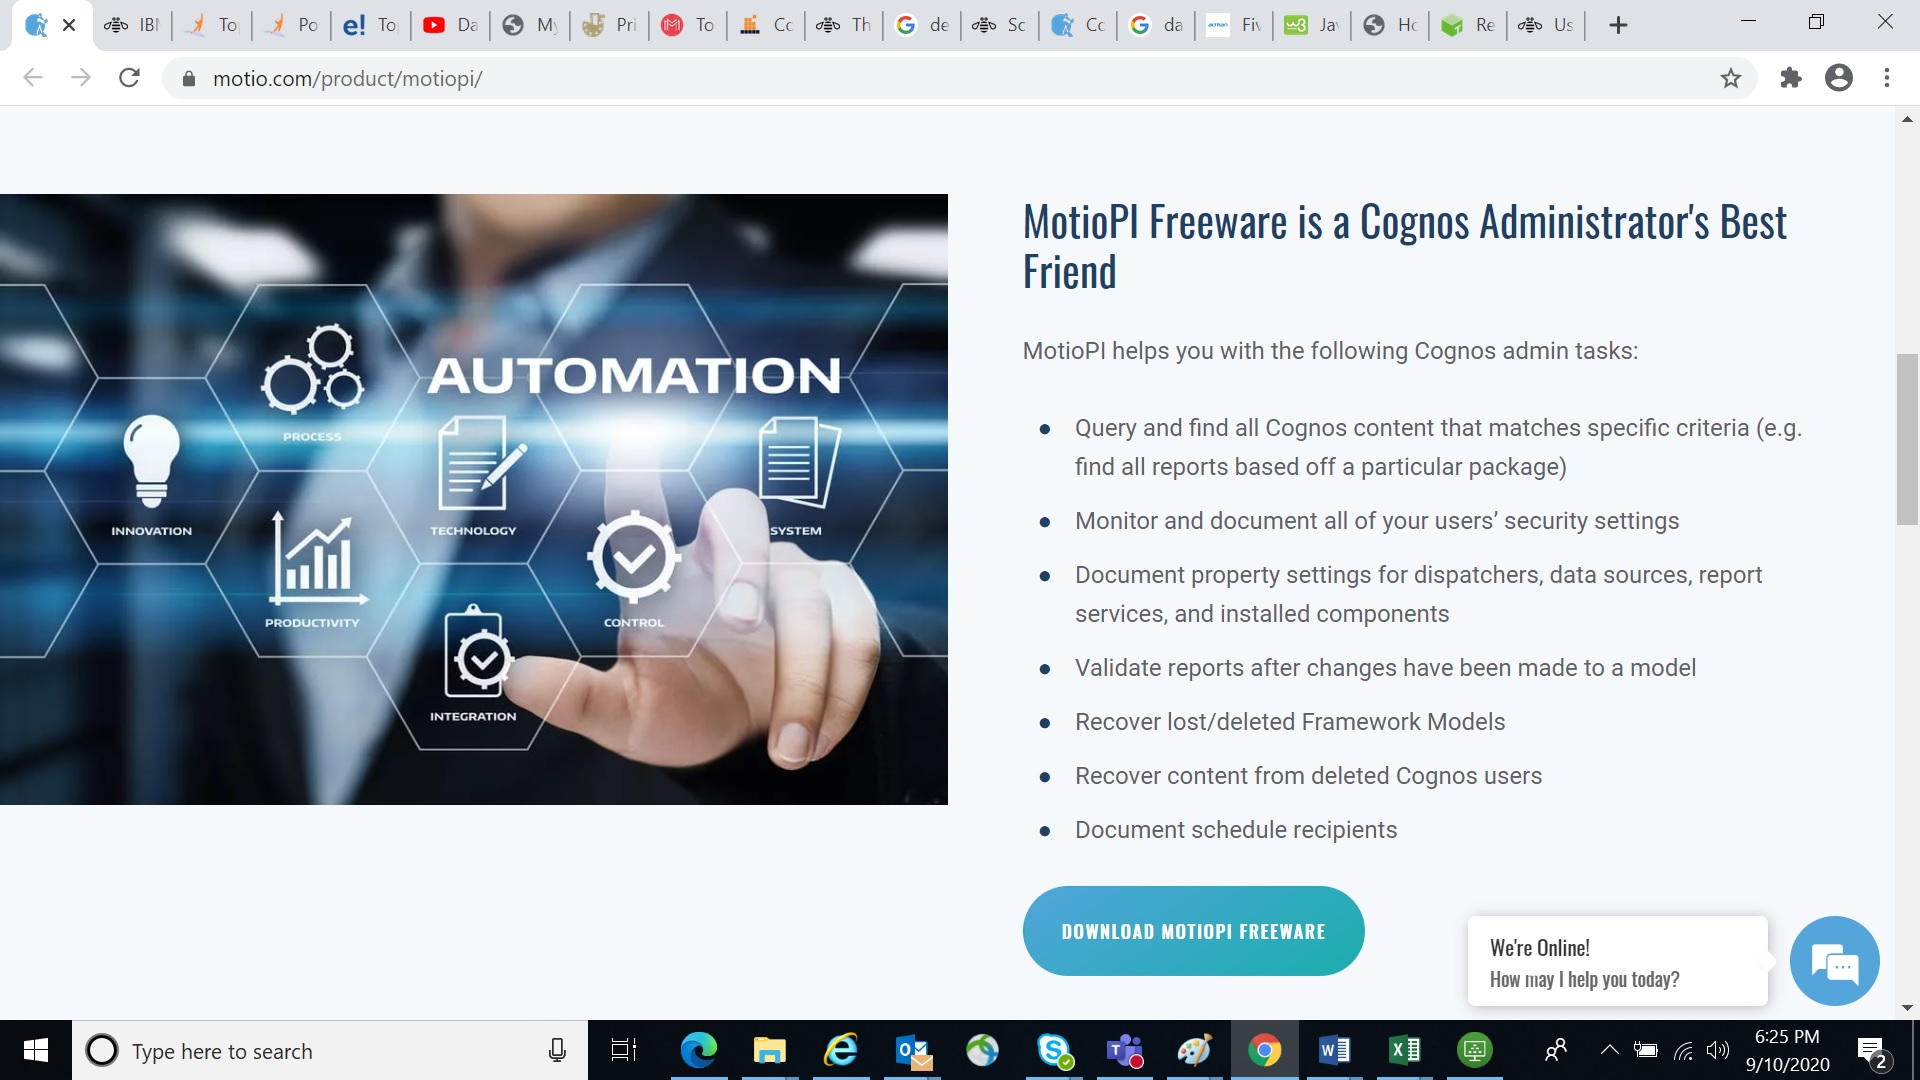 IBM
To
Po
To
Da
My
Pri
To
Co
Th
de
Sc
Co
da
Fiv
Jav
Ho
Re
Us
motio.com/product/motiopi/
AUTOMATION
PROCESS
INNOVATION
TECHNOLOGY
SYSTEM
PRODUCTIVITY
CONTROL
INTEGRATION
MotioPI Freeware is a Cognos Administrator's Best
Friend
MotioPI helps you with the following Cognos admin tasks:
Query and find all Cognos content that matches specific criteria (e.g.
find all reports based off a particular package)
Monitor and document all of your users’ security settings
Document property settings for dispatchers, data sources, report
services, and installed components
Validate reports after changes have been made to a model
Recover lost/deleted Framework Models
Recover content from deleted Cognos users
Document schedule recipients
DOWNLOAD MOTIOPI FREEWARE
We're Online!
How may I help you today?
Type here to search
6:25 PM
9/10/2020
2